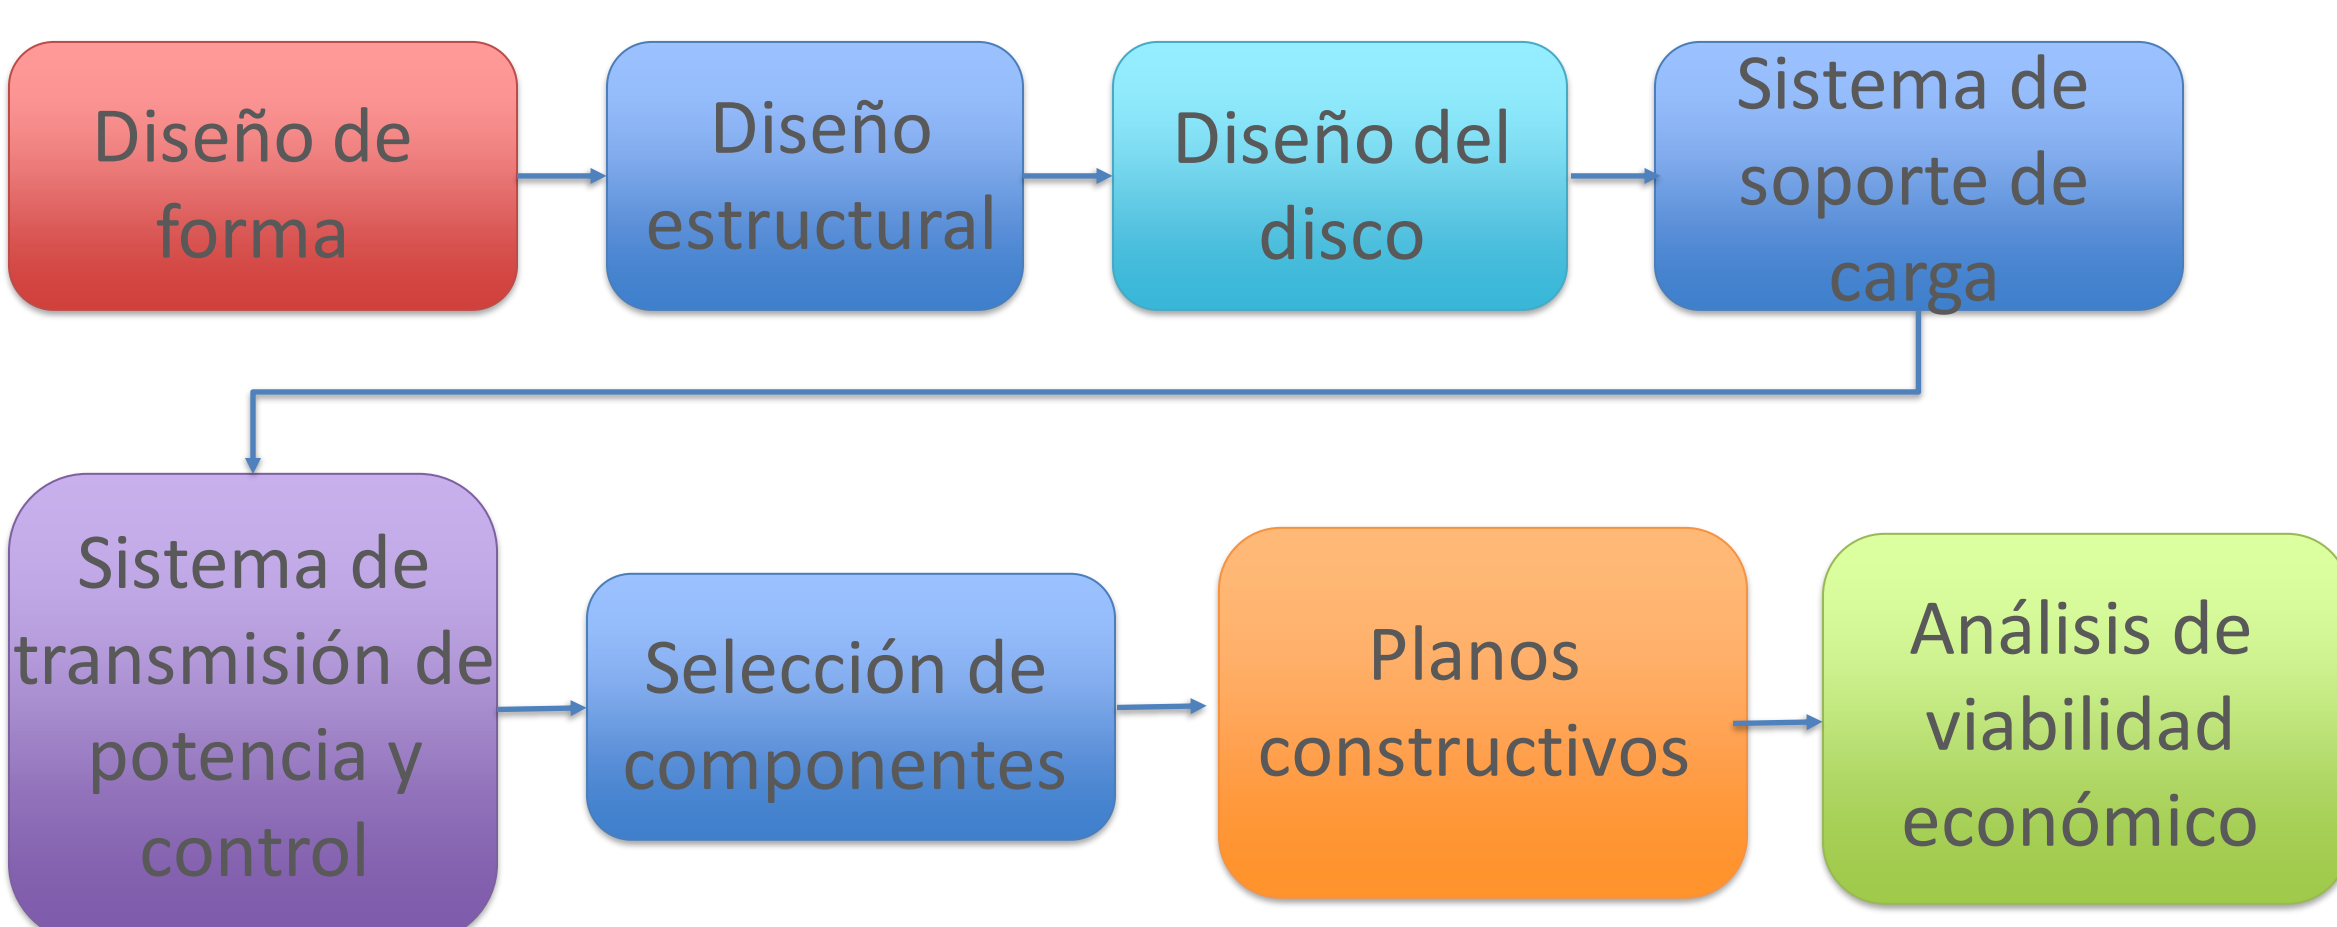 Diseño de
forma
Diseño
estructural
Diseño del
disco
Sistema de
soporte de
carga
Sistema de
transmisión de
potencia y
control
Selección de
componentes
Planos
constructivos
Análisis de
viabilidad
económico